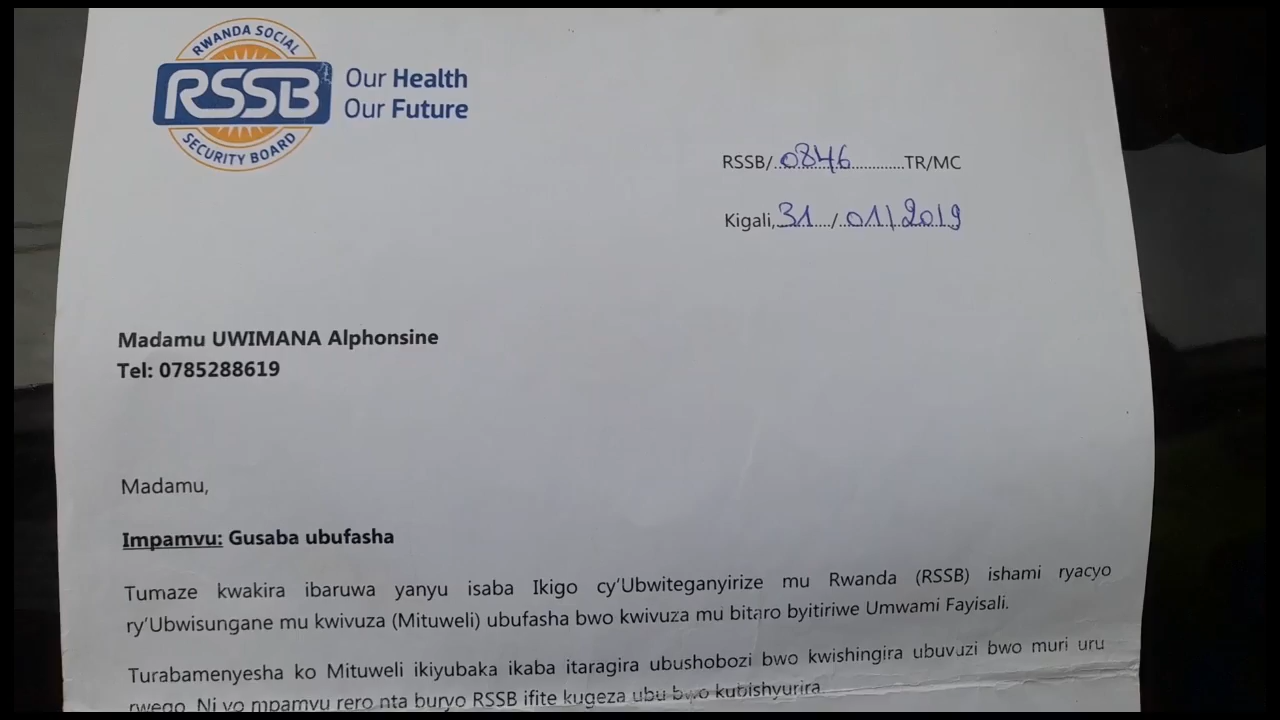 RWANDA SOCIAL
RSSB
SECURITY BOARD
Our Health
Our Future
RSSB/.0846............TR/MC
Kigali,31..../..01/2019
Madamu UWIMANA Alphonsine
Tel: 0785288619
Madamu,
Impamvu: Gusaba ubufasha
Tumaze kwakira ibaruwa yanyu isaba Ikigo cy'Ubwiteganyirize mu Rwanda (RSSB) ishami ryacyo
ry'Ubwisungane mu kwivuza (Mituweli) ubufasha bwo kwivuza mu bitaro byitiriwe Umwami Fayisali.
Turabamenyesha ko Mituweli ikiyubaka ikaba itaragira ubushobozi bwo kwishingira ubuvuzi bwo muri uru
rwego. Ni yo mpamvu rero nta buryo RSSB ifite kugeza ubu bwo kubishyurira